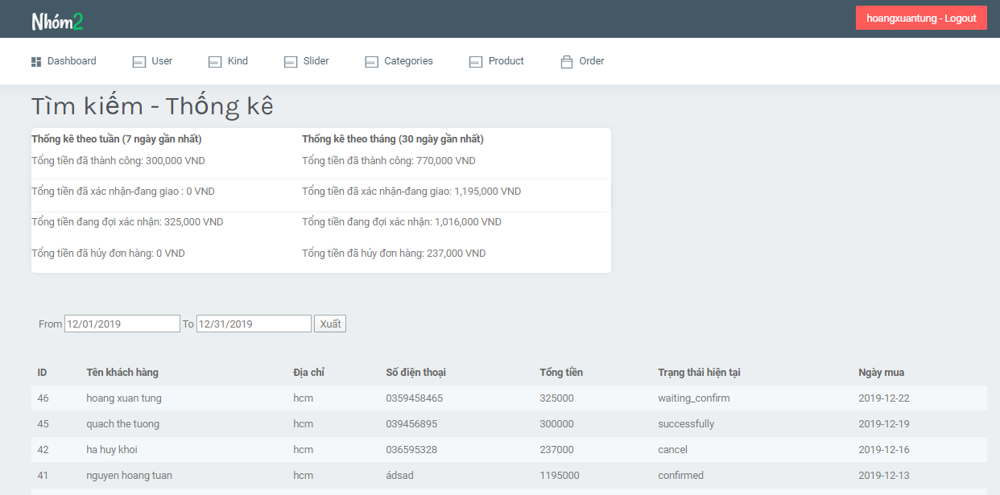 Nhóm2 hoangxuantung - Logout
Dashboard User Kind Slider Categories Product Order
Tìm kiếm - Thống kê
Thống kê theo tuần (7 ngày gần nhất) Thống kê theo tháng (30 ngày gần nhất)
Tổng tiền đã thành công: 300,000 VND Tổng tiền đã thành công: 770,000 VND
Tổng tiền đã xác nhận-đang giao : 0 VND Tổng tiền đã xác nhận-đang giao: 1,195,000 VND
Tổng tiền đang đợi xác nhận: 325,000 VND Tổng tiền đang đợi xác nhận: 1,016,000 VND
Tổng tiền đã hủy đơn hàng: 0 VND Tổng tiền đã hủy đơn hàng: 237,000 VND
From 12/01/2019 To 12/31/2019 Xuất
ID Tên khách hàng Địa chỉ Số điện thoại Tổng tiền Trạng thái hiện tại Ngày mua
46 hoang xuan tung hcm 0359458465 325000 waiting_confirm 2019-12-22
45 quach the tuong hcm 039456895 300000 successfully 2019-12-19
42 ha huy khoi hcm 036595328 237000 cancel 2019-12-16
41 nguyen hoang tuan hcm ádsad 1195000 confirmed 2019-12-13